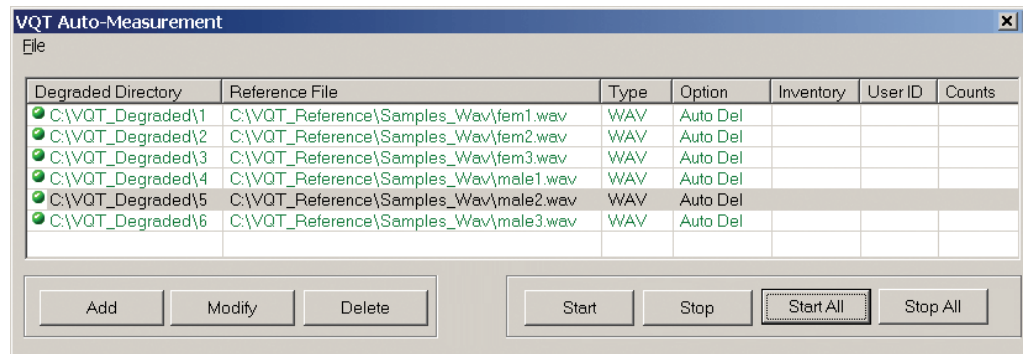 VQT Auto-Measurement
File
Degraded Directory Reference File Type Option Inventory User ID Counts
C:\VQT_Degraded\1 C:\VQT_Reference\Samples_Wav\fem1.wav WAV Auto Del
C:\VQT_Degraded\2 C:\VQT_Reference\Samples_Wav\fem2.wav WAV Auto Del
C:\VQT_Degraded\3 C:\VQT_Reference\Samples_Wav\fem3.wav WAV Auto Del
C:\VQT_Degraded\4 C:\VQT_Reference\Samples_Wav\male1.wav WAV Auto Del
C:\VQT_Degraded\5 C:\VQT_Reference\Samples_Wav\male2.wav WAV Auto Del
C:\VQT_Degraded\6 C:\VQT_Reference\Samples_Wav\male3.wav WAV Auto Del
Add Modify Delete Start Stop Start All Stop All